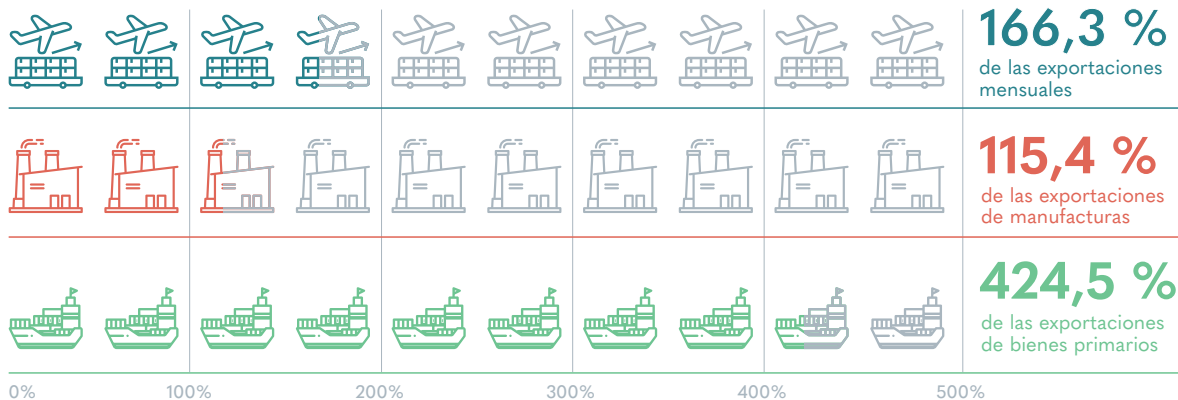 166,3 %
de las exportaciones
mensuales
115,4 %
de las exportaciones
de manufacturas
424,5 %
de las exportaciones
de bienes primarios
0% 100% 200% 300% 400% 500%